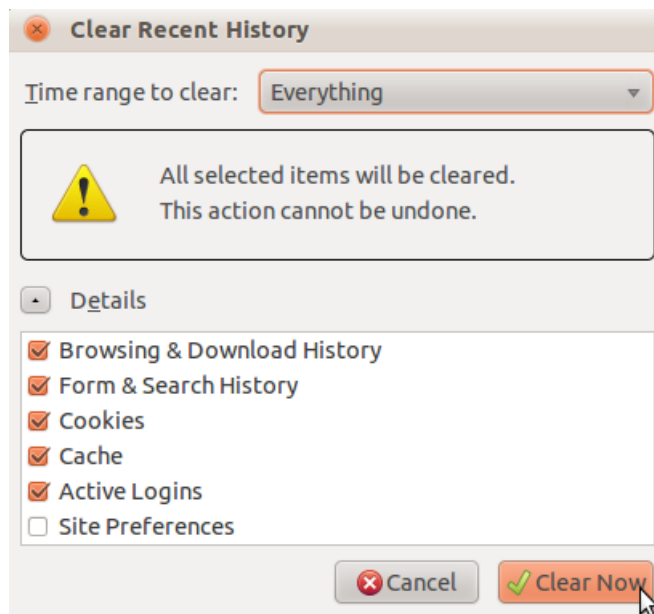 Clear Recent History
Time range to clear: Everything
All selected items will be cleared.
This action cannot be undone.
Details
Browsing & Download History
Form & Search History
Cookies
Cache
Active Logins
Site Preferences
Cancel Clear Now